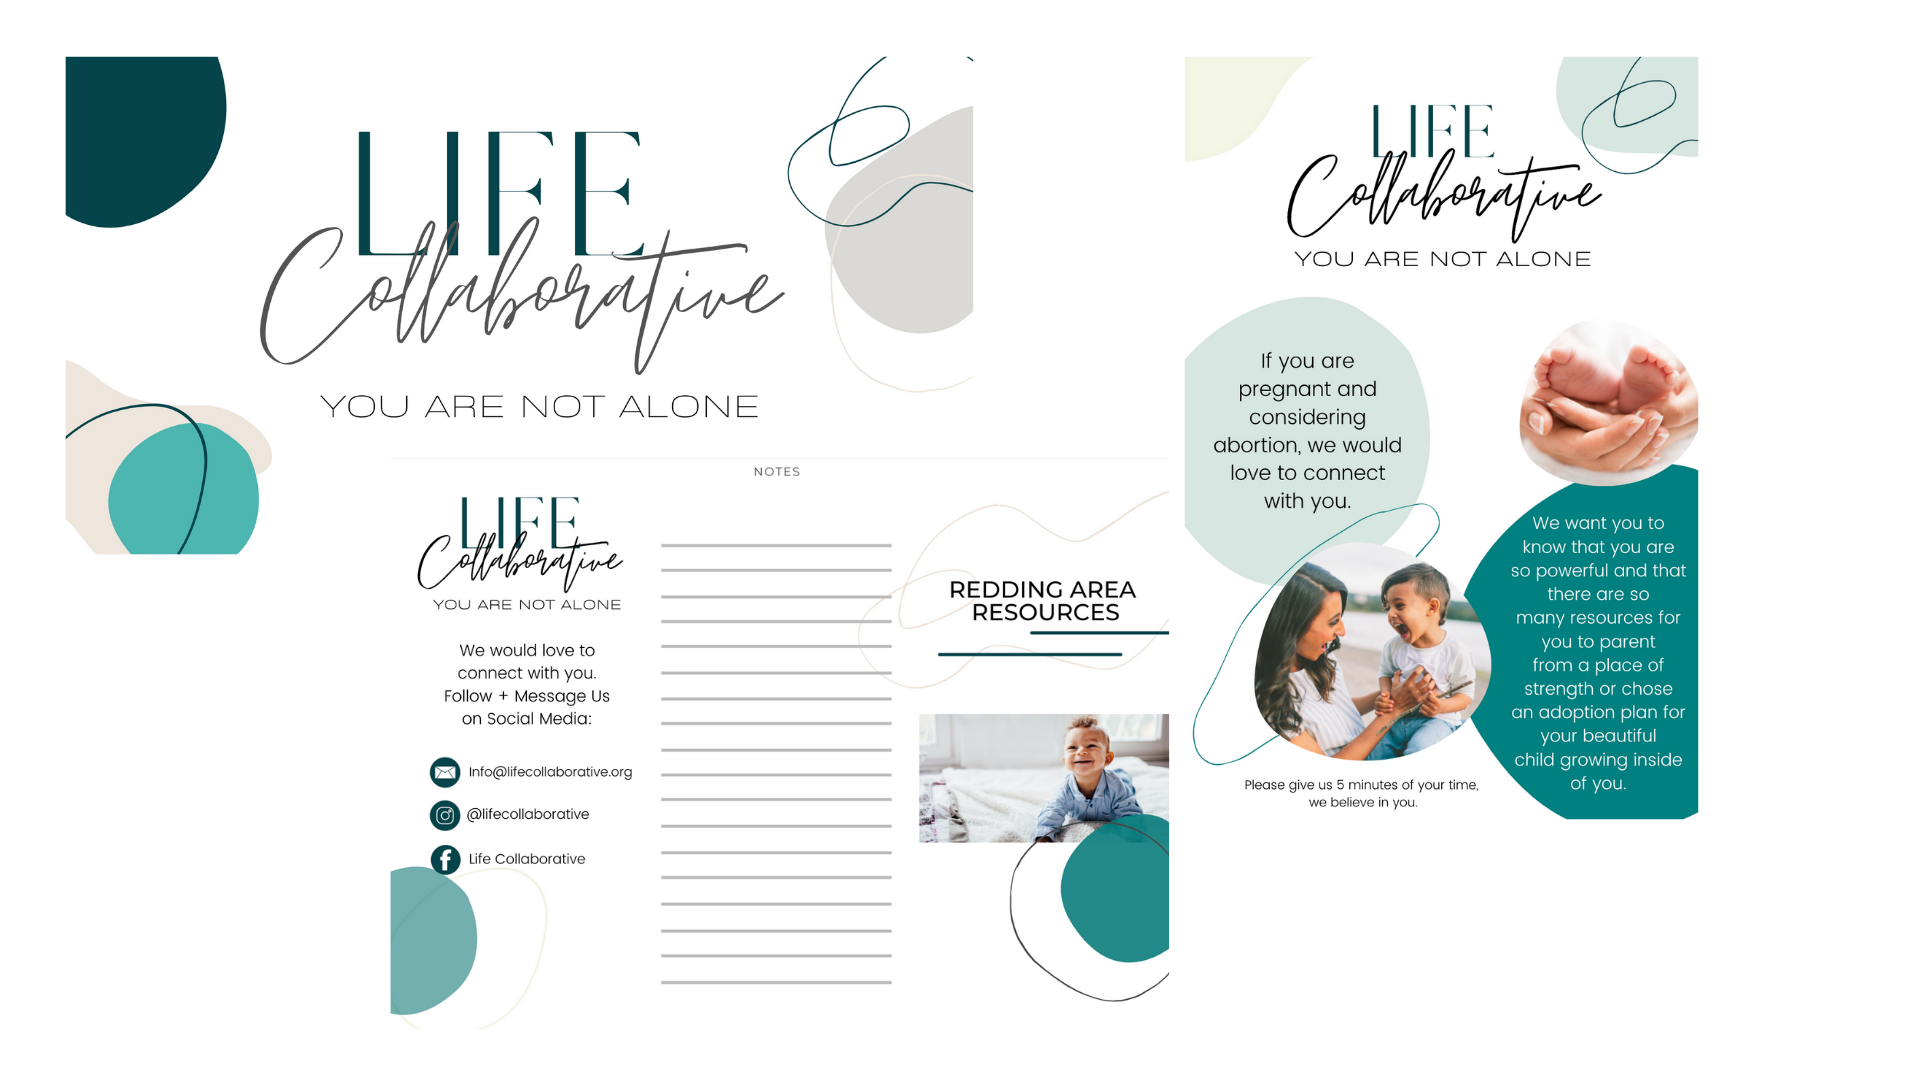 LIFE
Collaborative
YOU ARE NOT ALONE
NOTES
LIFE
Collaborative
YOU ARE NOT ALONE
We would love to
connect with you.
Follow + Message Us
on Social Media:
Info@lifecollaborative.org
@lifecollaborative
Life Collaborative
REDDING AREA
RESOURCES
LIFE
Collaborative
YOU ARE NOT ALONE
If you are
pregnant and
considering
abortion, we would
love to connect
with you.
We want you to
know that you are
so powerful and that
there are so
many resources for
you to parent
from a place of
strength or chose
an adoption plan for
your beautiful
child growing inside
of you.
Please give us 5 minutes of your time,
we believe in you.